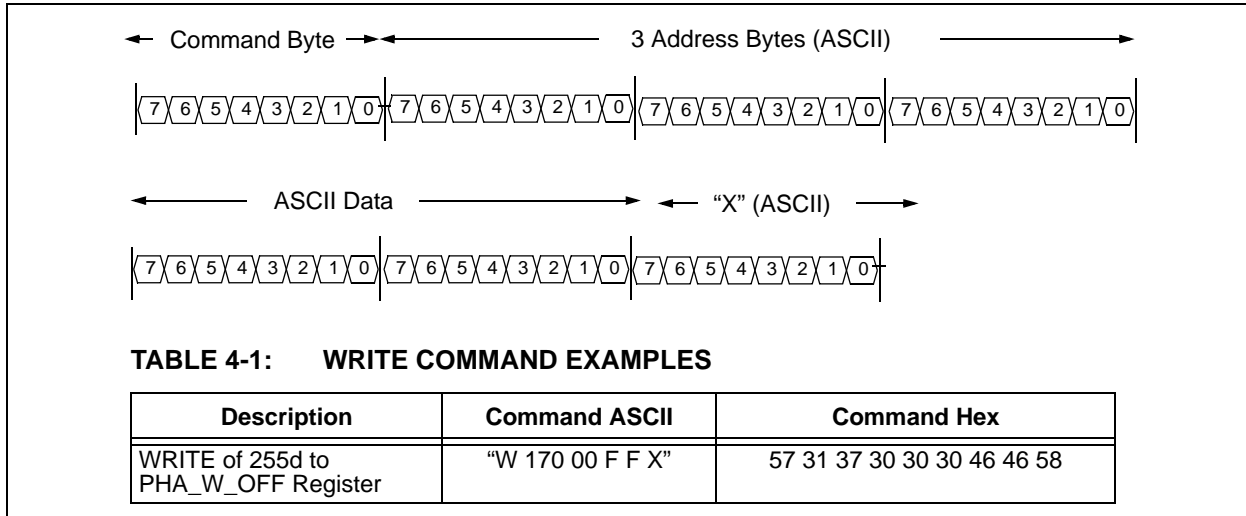 Command Byte 3 Address Bytes (ASCII)
7 6 5 4 3 2 1 0 7 6 5 4 3 2 1 0 7 6 5 4 3 2 1 0 7 6 5 4 3 2 1 0
ASCII Data “X” (ASCII)
7 6 5 4 3 2 1 0 7 6 5 4 3 2 1 0 7 6 5 4 3 2 1 0
TABLE 4-1: WRITE COMMAND EXAMPLES
Description Command ASCII Command Hex
WRITE of 255d to “W 170 00 F F X” 57 31 37 30 30 30 46 46 58
PHA_W_OFF Register